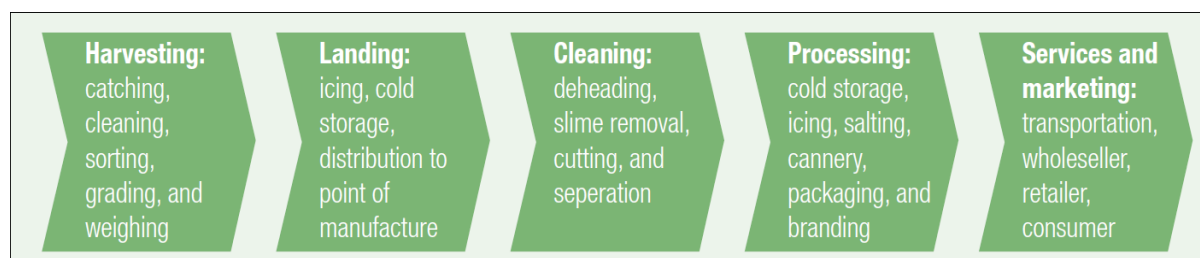 Harvesting:
catching,
cleaning,
sorting,
grading, and
weighing
Landing:
icing, cold
storage,
distribution to
point of
manufacture
Cleaning:
deheading,
slime removal,
cutting, and
seperation
Processing:
cold storage,
icing, salting,
cannery,
packaging, and
branding
Services and
marketing:
transportation,
wholeseller,
retailer,
consumer